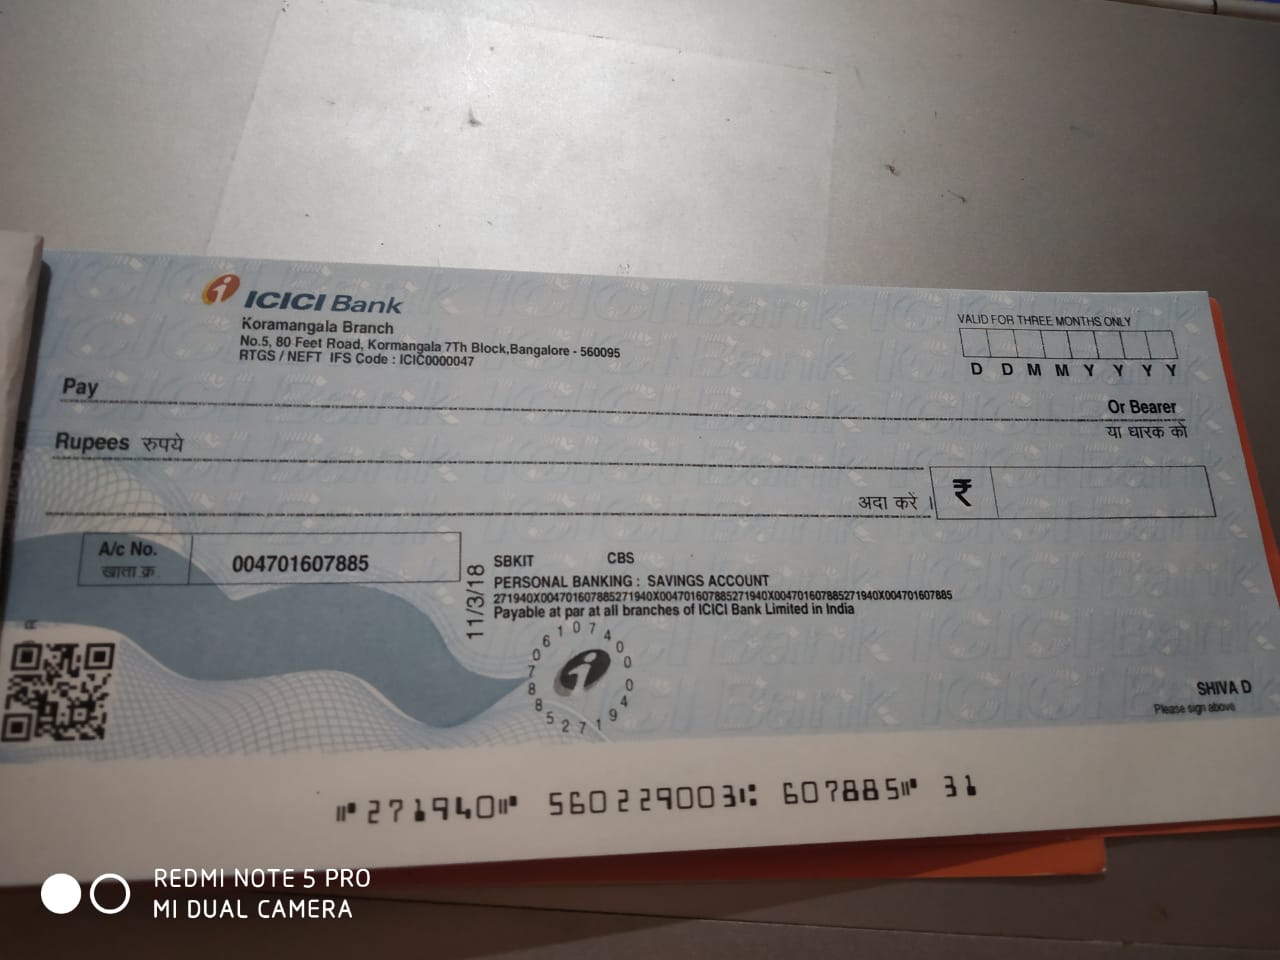 ICICI Bank
Koramangala Branch
No.5, 80 Feet Road, Kormangala 7Th Block,Bangalore - 560095
RTGS / NEFT IFS Code : ICIC0000047
VALID FOR THREE MONTHS ONLY
D D M M Y Y Y Y
Pay
Or Bearer
या धारक को
Rupees रुपये
अदा करें
₹
A/c No.
खाता क्र.
004701607885
11/3/18
SBKIT CBS
PERSONAL BANKING : SAVINGS ACCOUNT
271940X004701607885271940X004701607885271940X004701607885271940X004701607885
Payable at par at all branches of ICICI Bank Limited in India
SHIVA D
Please sign above
271940 560229003 607885 31
REDMI NOTE 5 PRO
MI DUAL CAMERA